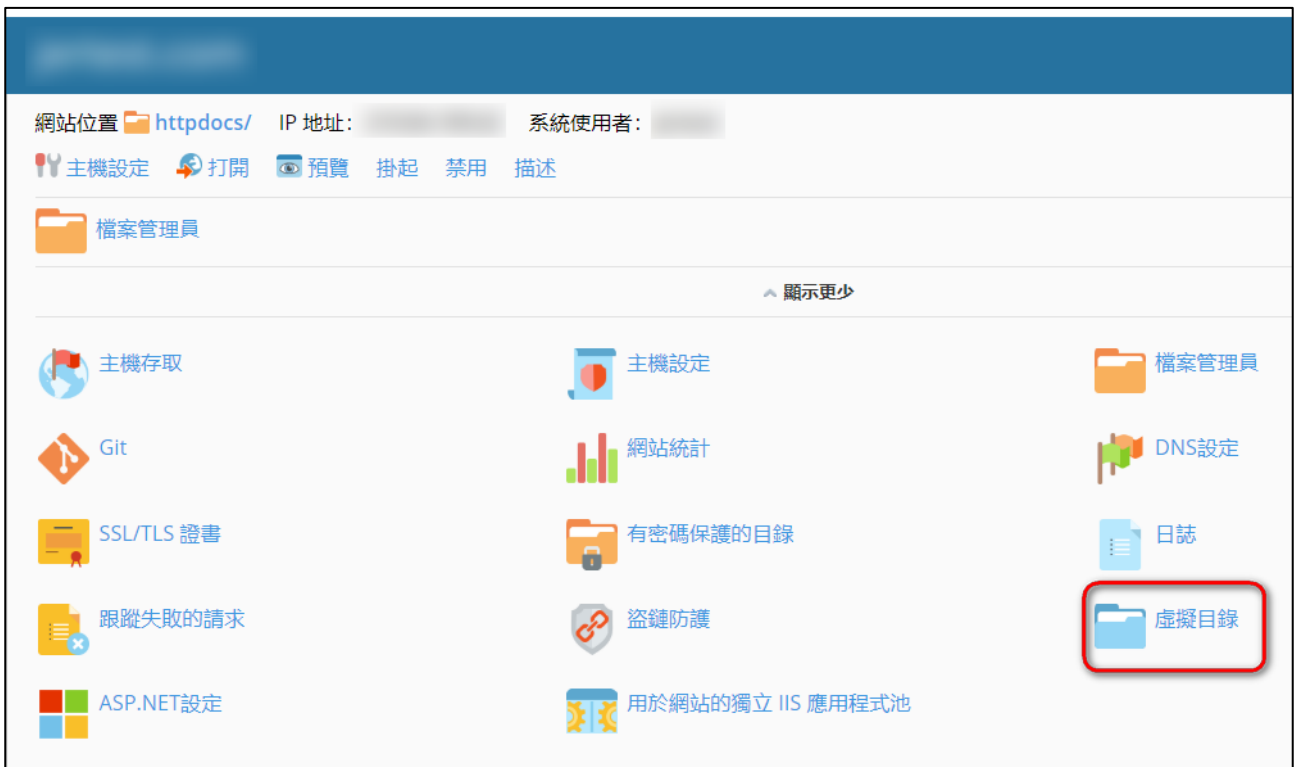 網站位置 httpdocs/ IP 地址： 系統使用者：
主機設定 打開 預覽 掛起 禁用 描述
檔案管理員
顯示更少
主機存取 主機設定 檔案管理員
Git 網站統計 DNS設定
SSL/TLS 證書 有密碼保護的目錄 日誌
跟蹤失敗的請求 盜鏈防護 虛擬目錄
ASP.NET設定 用於網站的獨立 IIS 應用程式池